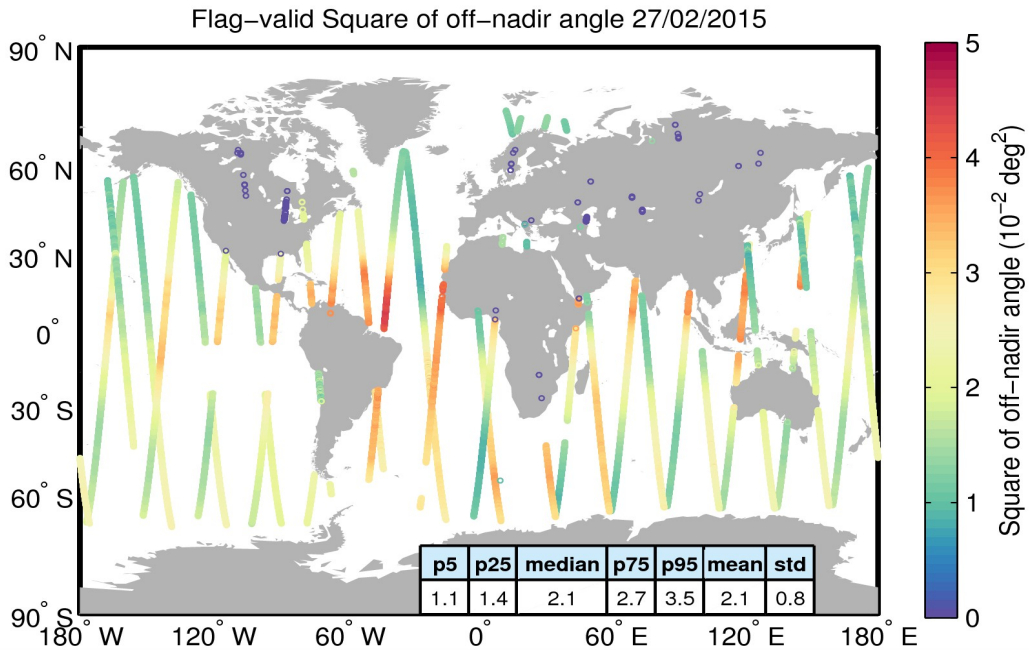 Flag−valid Square of off−nadir angle 27/02/2015
90° N
60° N
30° N
0°
30° S
60° S
90° S
180° W
120° W
60° W
0°
60° E
120° E
180° E
p5 p25 median p75 p95 mean std
1.1 1.4 2.1 2.7 3.5 2.1 0.8
5
4
3
2
1
0
Square of off−nadir angle (10⁻² deg²)